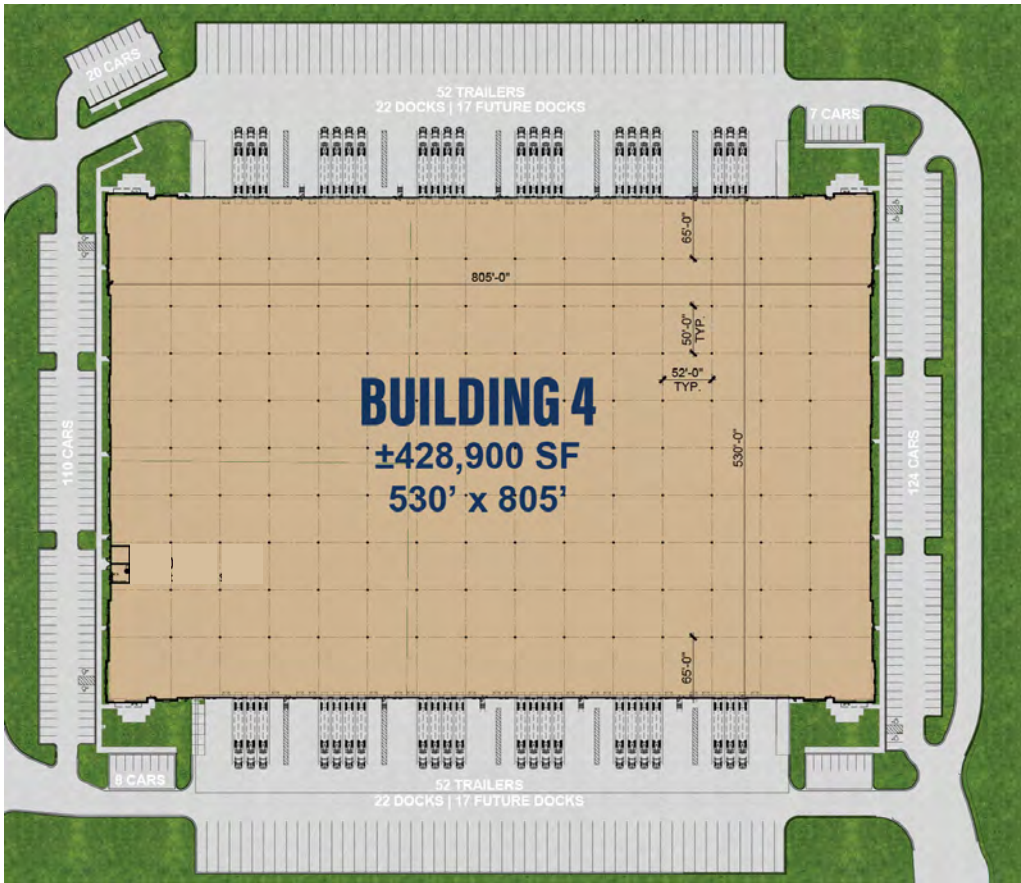 20 CARS
52 TRAILERS
22 DOCKS | 17 FUTURE DOCKS
7 CARS
65'-0"
805'-0"
50'-0"
TYP.
52'-0"
TYP.
BUILDING 4
±428,900 SF
530' x 805'
530'-0"
110 CARS
124 CARS
65'-0"
8 CARS
52 TRAILERS
22 DOCKS | 17 FUTURE DOCKS